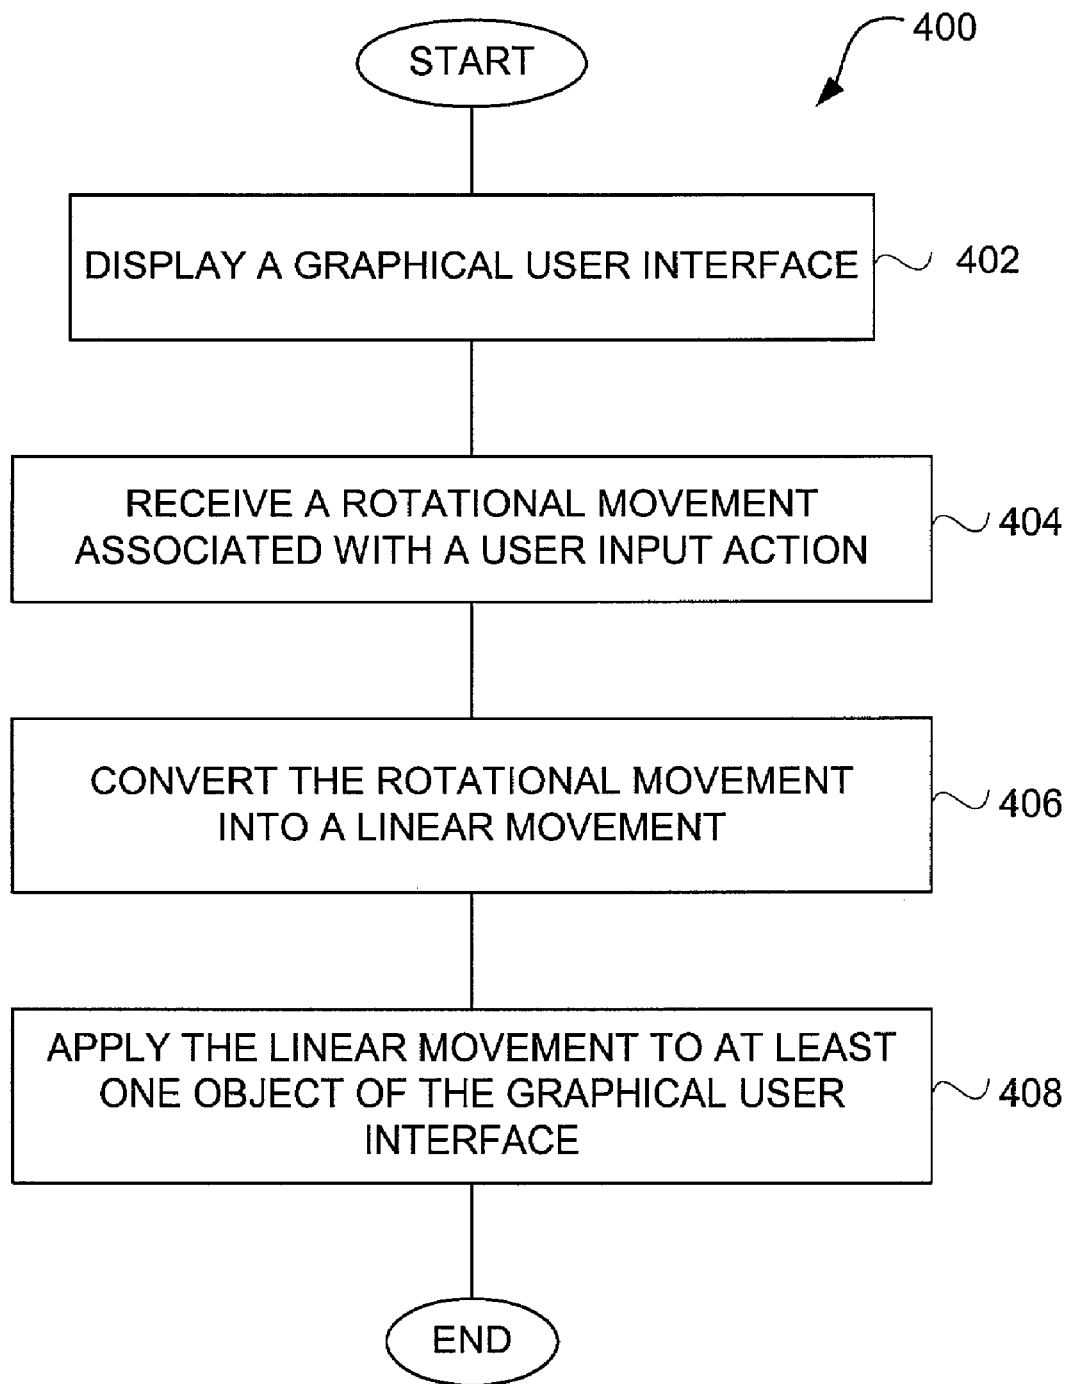 400
START
DISPLAY A GRAPHICAL USER INTERFACE
402
RECEIVE A ROTATIONAL MOVEMENT
ASSOCIATED WITH A USER INPUT ACTION
404
CONVERT THE ROTATIONAL MOVEMENT
INTO A LINEAR MOVEMENT
406
APPLY THE LINEAR MOVEMENT TO AT LEAST
ONE OBJECT OF THE GRAPHICAL USER
INTERFACE
408
END